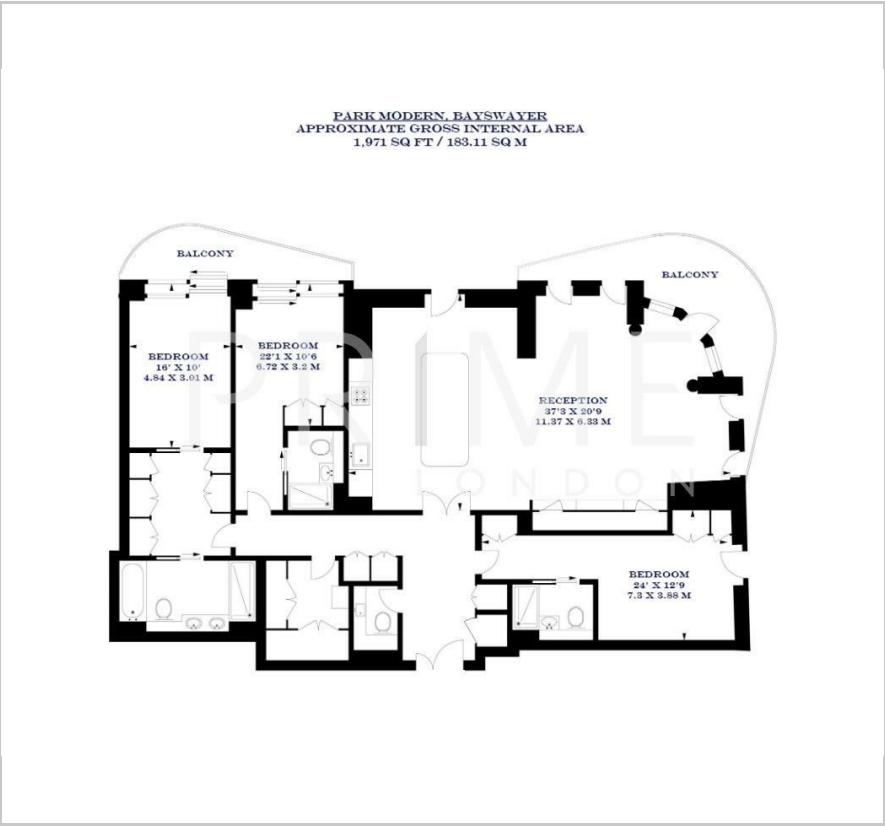 PARK MODERN, BAYSWAYER
APPROXIMATE GROSS INTERNAL AREA
1,971 SQ FT / 183.11 SQ M
BALCONY
BALCONY
BEDROOM
16' X 10'
4.84 X 3.01 M
BEDROOM
22'1 X 10'6
6.72 X 3.2 M
RECEPTION
37'3 X 20'9
11.37 X 6.33 M
PRIME
LONDON
BEDROOM
24' X 12'9
7.3 X 3.88 M